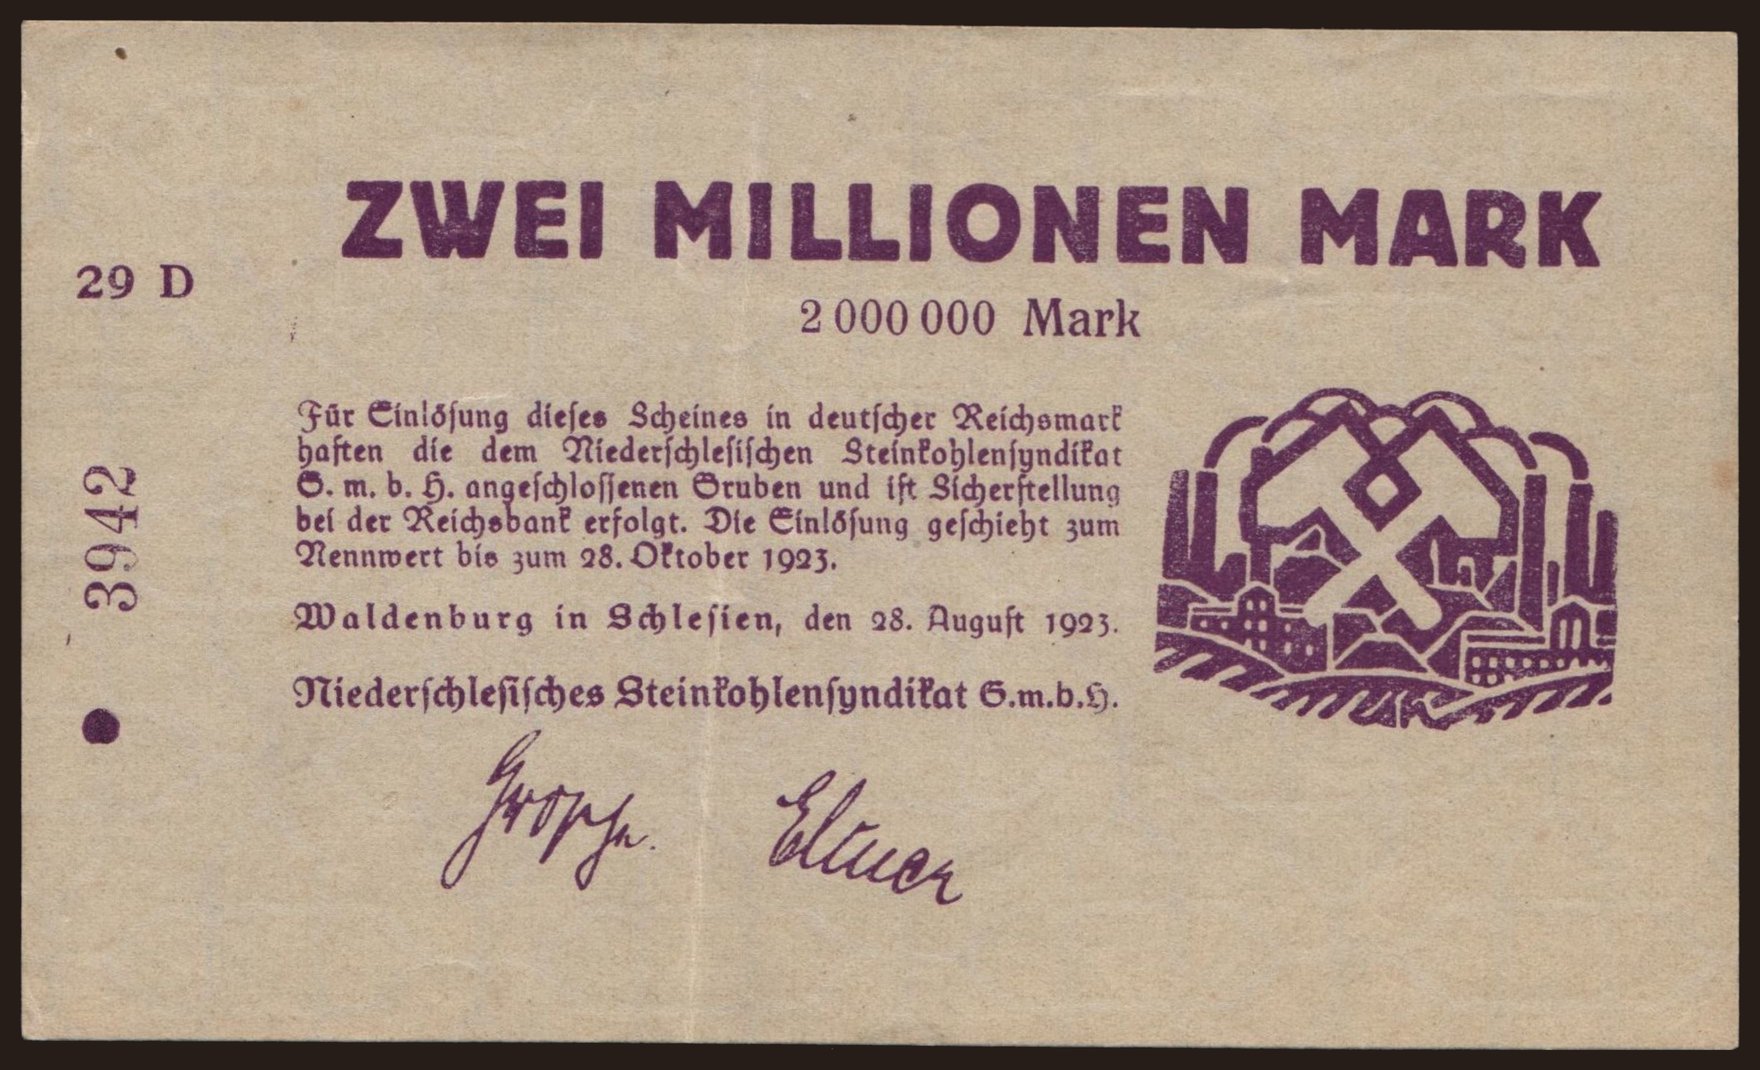 ZWEI MILLIONEN MARK
29 D
2 000 000 Mark
Für Einlösung dieses Scheines in deutscher Reichsmark
haften die dem Niederschlesischen Steinkohlensyndikat
G. m. b. H. angeschlossenen Gruben und ist Sicherstellung
bei der Reichsbank erfolgt. Die Einlösung geschieht zum
Nennwert bis zum 28. Oktober 1923.
3942
Waldenburg in Schlesien, den 28. August 1923.
Niederschlesisches Steinkohlensyndikat G.m.b.H.